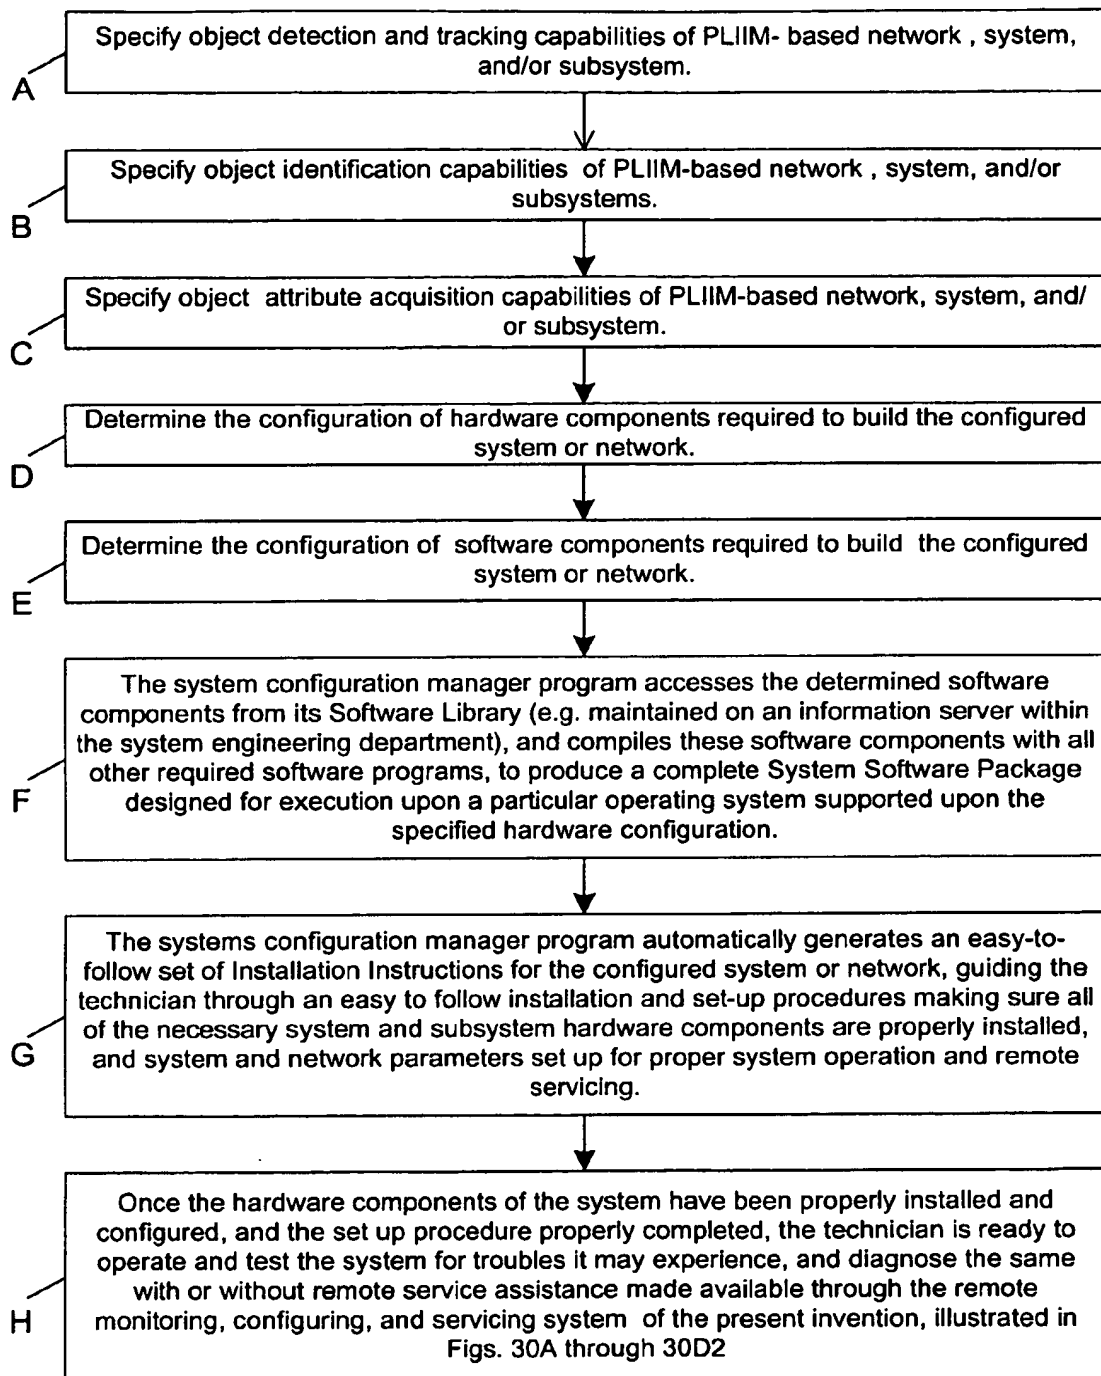 Specify object detection and tracking capabilities of PLIIM- based network , system,
and/or subsystem.
A
Specify object identification capabilities of PLIIM-based network , system, and/or
subsystems.
B
Specify object attribute acquisition capabilities of PLIIM-based network, system, and/
or subsystem.
C
Determine the configuration of hardware components required to build the configured
system or network.
D
Determine the configuration of software components required to build the configured
system or network.
E
The system configuration manager program accesses the determined software
components from its Software Library (e.g. maintained on an information server within
the system engineering department), and compiles these software components with all
other required software programs, to produce a complete System Software Package
designed for execution upon a particular operating system supported upon the
specified hardware configuration.
F
The systems configuration manager program automatically generates an easy-to-
follow set of Installation Instructions for the configured system or network, guiding the
technician through an easy to follow installation and set-up procedures making sure all
of the necessary system and subsystem hardware components are properly installed,
and system and network parameters set up for proper system operation and remote
servicing.
G
Once the hardware components of the system have been properly installed and
configured, and the set up procedure properly completed, the technician is ready to
operate and test the system for troubles it may experience, and diagnose the same
with or without remote service assistance made available through the remote
monitoring, configuring, and servicing system of the present invention, illustrated in
Figs. 30A through 30D2
H